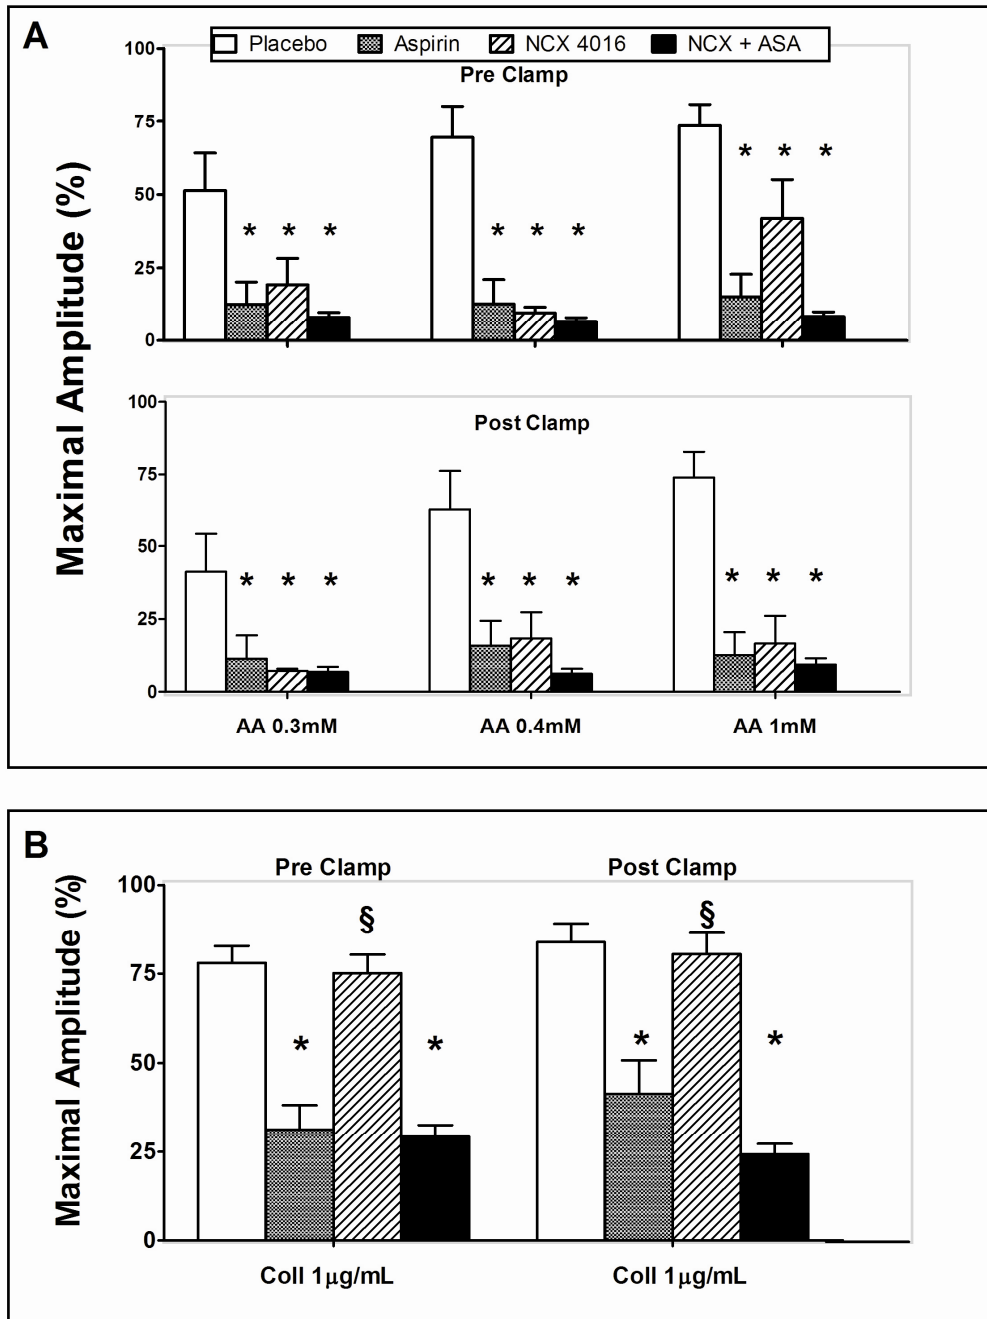 A
Placebo Aspirin NCX 4016 NCX + ASA
Pre Clamp
Maximal Amplitude (%)
100
75
50
25
0
* * * * * * * * *
Post Clamp
100
75
50
25
0
* * * * * * * * *
AA 0.3mM AA 0.4mM AA 1mM
B
Pre Clamp Post Clamp
Maximal Amplitude (%)
100
75
50
25
0
§ §
* * * *
Coll 1µg/mL Coll 1µg/mL